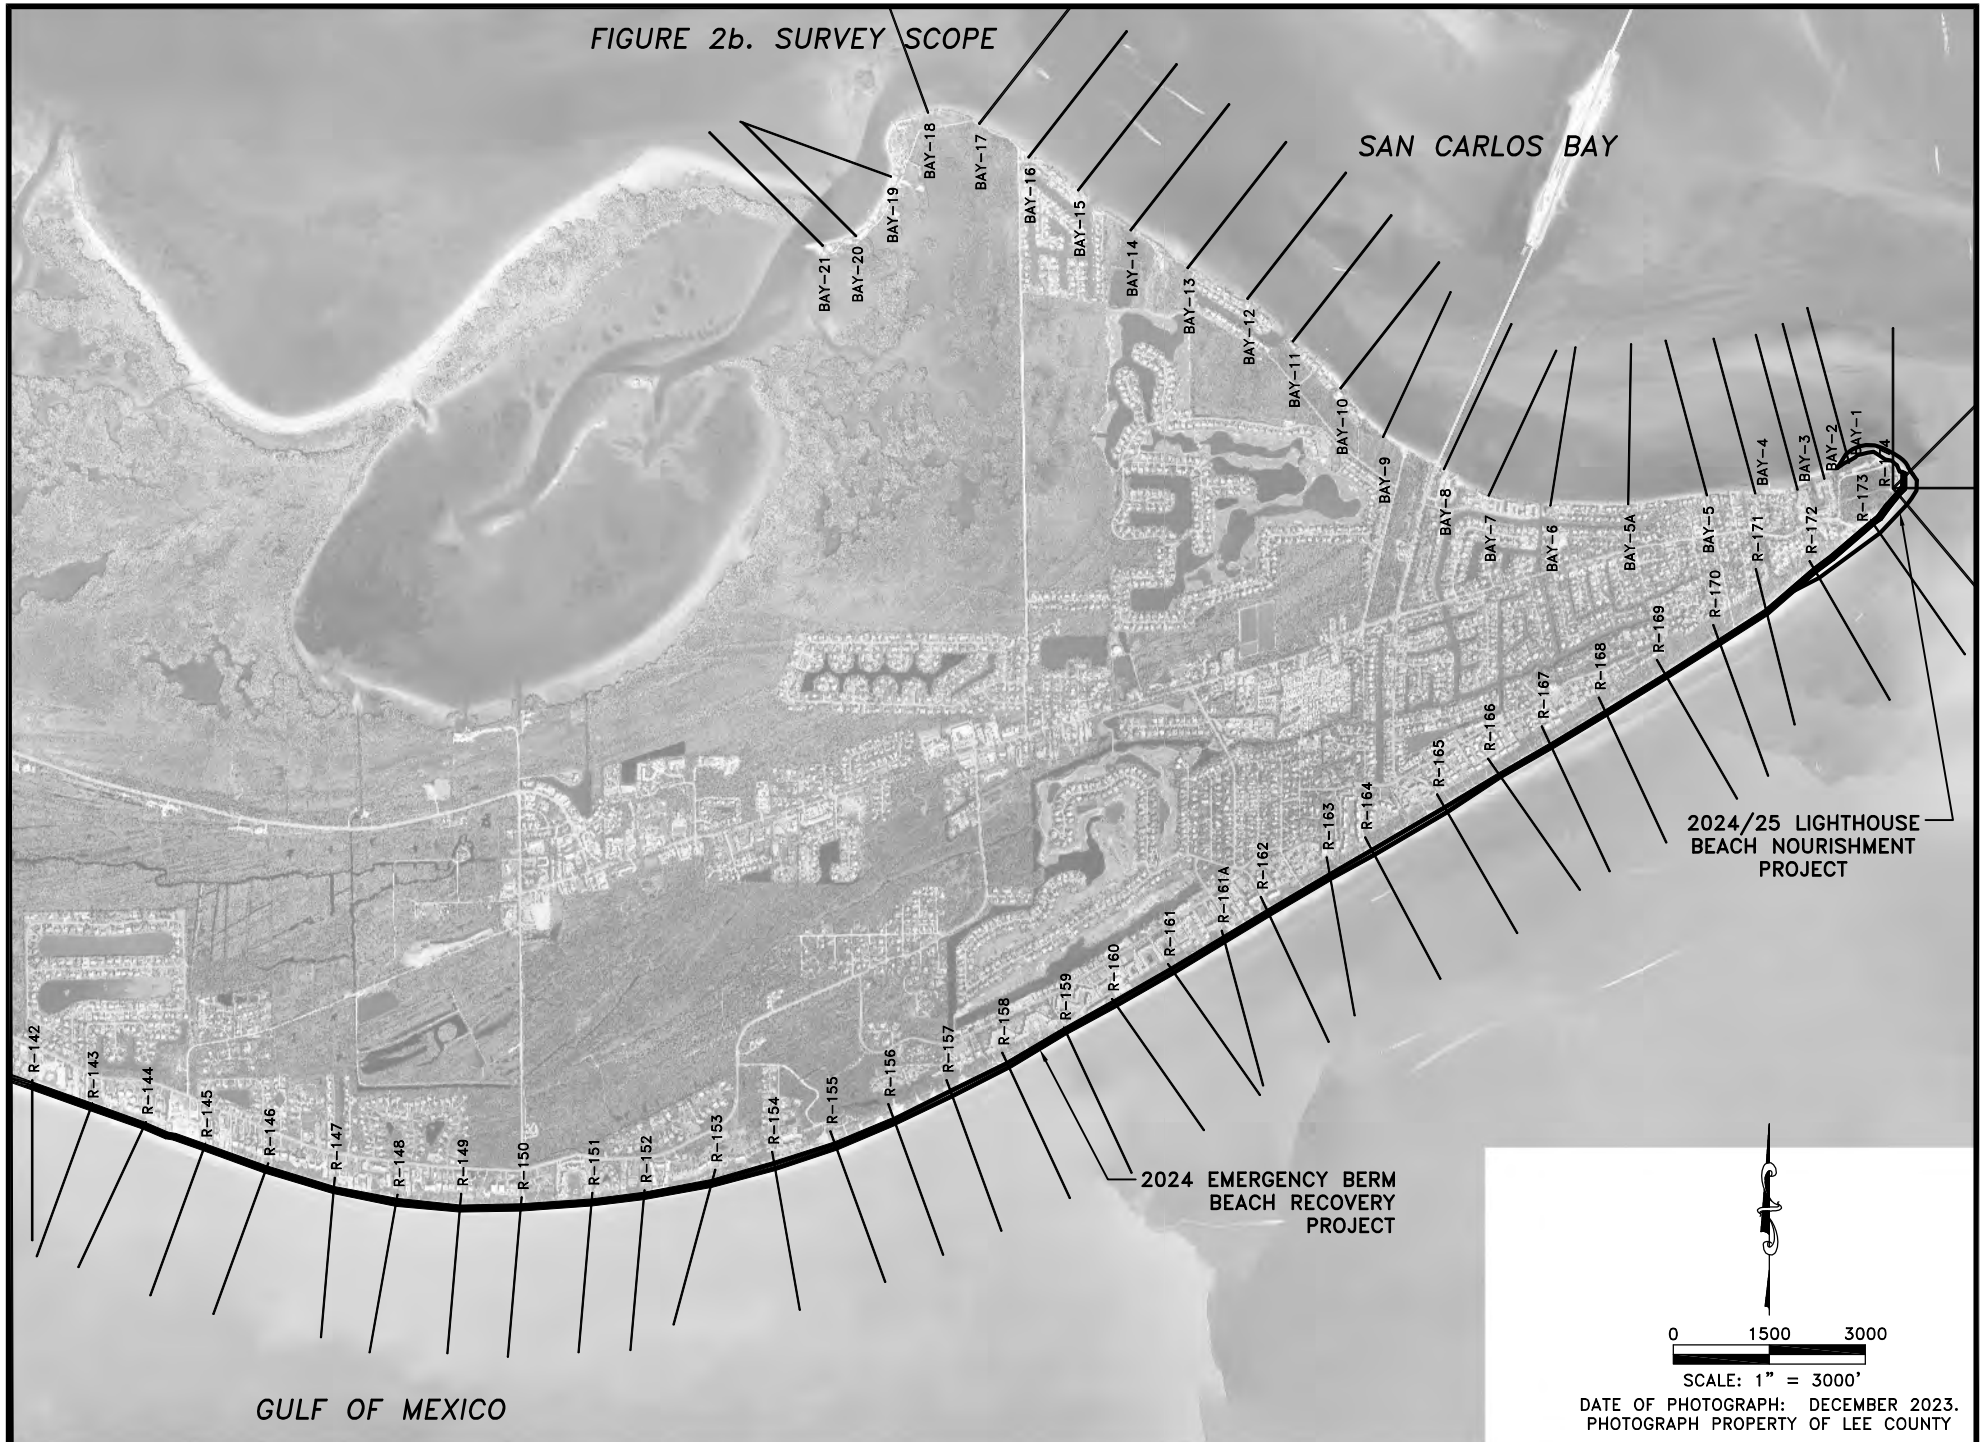 FIGURE 2b. SURVEY SCOPE
SAN CARLOS BAY
BAY-21
BAY-20
BAY-19
BAY-18
BAY-17
BAY-16
BAY-15
BAY-14
BAY-13
BAY-12
BAY-11
BAY-10
BAY-9
BAY-8
BAY-7
BAY-6
BAY-5A
BAY-5
BAY-4
BAY-3
BAY-2
BAY-1
R-142
R-143
R-144
R-145
R-146
R-147
R-148
R-149
R-150
R-151
R-152
R-153
R-154
R-155
R-156
R-157
R-158
R-159
R-160
R-161
R-161A
R-162
R-163
R-164
R-165
R-166
R-167
R-168
R-169
R-170
R-171
R-172
R-173
R-174
2024/25 LIGHTHOUSE
BEACH NOURISHMENT
PROJECT
2024 EMERGENCY BERM
BEACH RECOVERY
PROJECT
GULF OF MEXICO
0 1500 3000
SCALE: 1" = 3000'
DATE OF PHOTOGRAPH: DECEMBER 2023.
PHOTOGRAPH PROPERTY OF LEE COUNTY